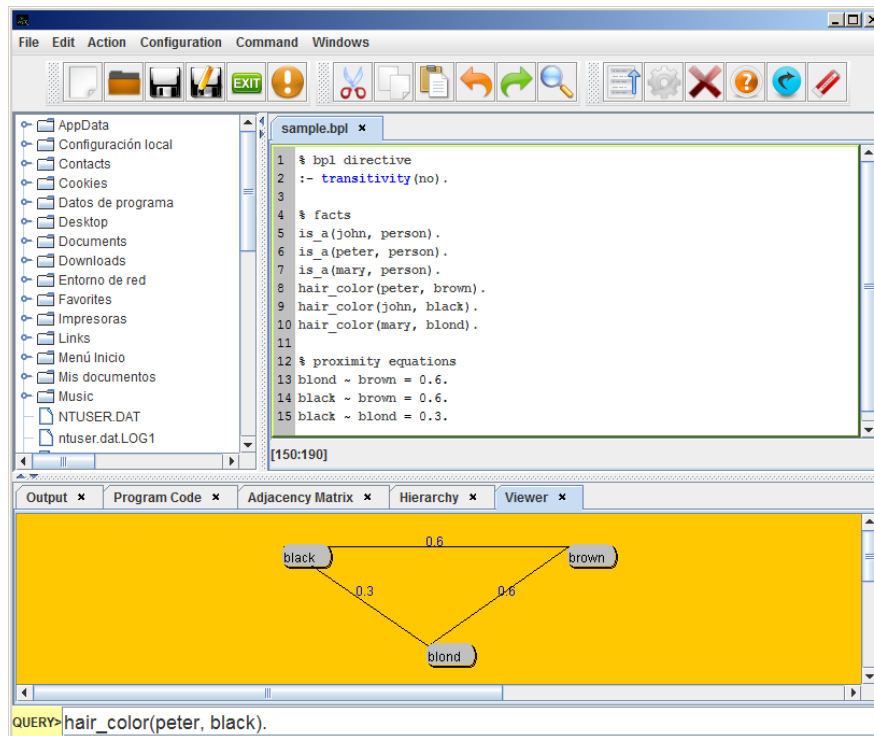 File Edit Action Configuration Command Windows
EXIT
AppData
Configuración local
Contacts
Cookies
Datos de programa
Desktop
Documents
Downloads
Entorno de red
Favorites
Impresoras
Links
Menú Inicio
Mis documentos
Music
NTUSER.DAT
ntuser.dat.LOG1
sample.bpl
1 % bpl directive
2 :- transitivity(no).
3
4 % facts
5 is_a(john, person).
6 is_a(peter, person).
7 is_a(mary, person).
8 hair_color(peter, brown).
9 hair_color(john, black).
10 hair_color(mary, blond).
11
12 % proximity equations
13 blond ~ brown = 0.6.
14 black ~ brown = 0.6.
15 black ~ blond = 0.3.
[150:190]
Output Program Code Adjacency Matrix Hierarchy Viewer
0.6
black brown
0.3 0.6
blond
QUERY> hair_color(peter, black).